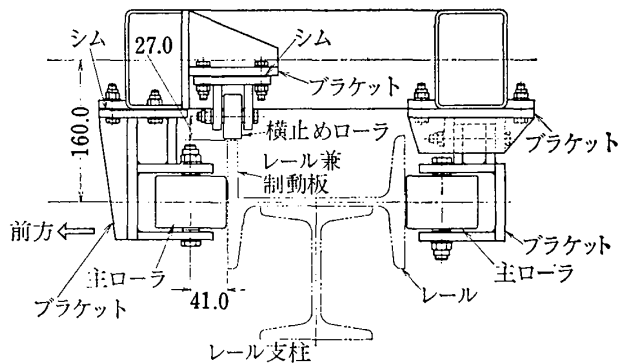 シム
27.0
シム
ブラケット
160.0
横止めローラ
レール兼
制動板
ブラケット
前方
主ローラ
41.0
ブラケット
ブラケット
主ローラ
レール
レール支柱